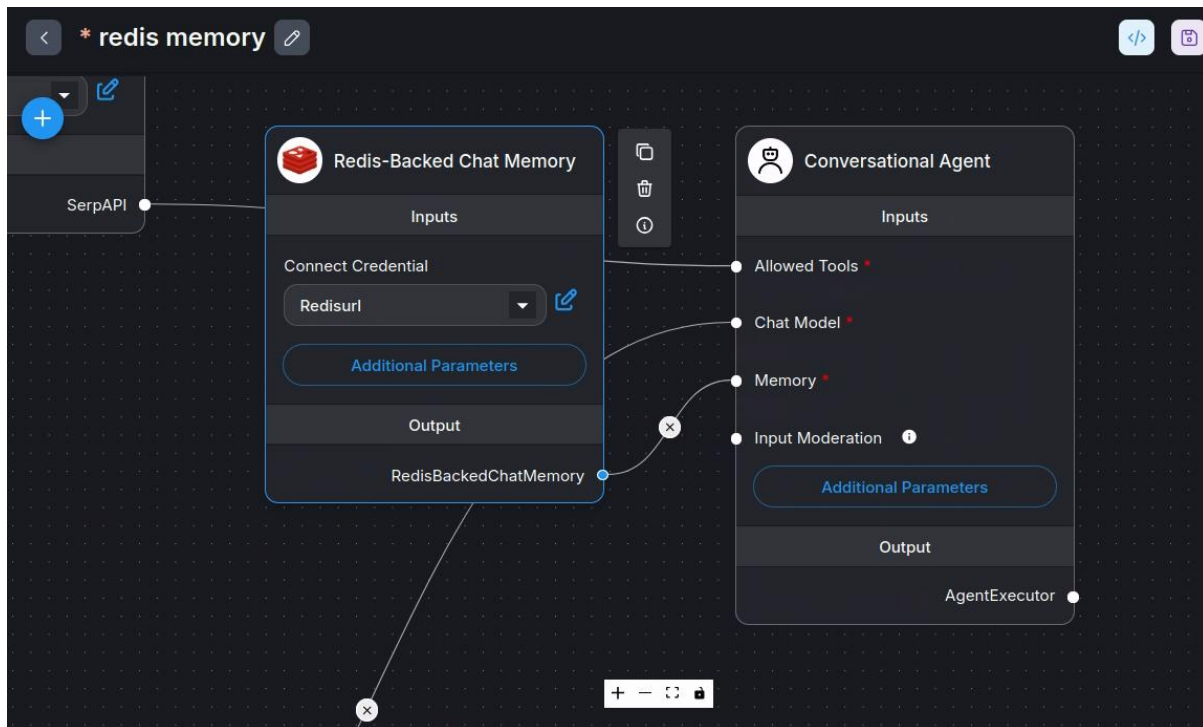 * redis memory
SerpAPI
Redis-Backed Chat Memory
Inputs
Connect Credential
Redisurl
Additional Parameters
Output
RedisBackedChatMemory
Conversational Agent
Inputs
Allowed Tools *
Chat Model *
Memory *
Input Moderation
Additional Parameters
Output
AgentExecutor